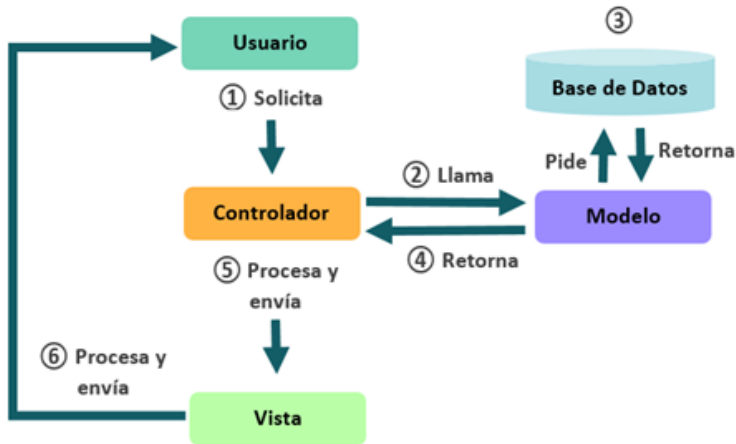 Usuario
① Solicita
③
Base de Datos
Pide
Retorna
② Llama
Controlador
Modelo
④ Retorna
⑤ Procesa y
envía
⑥ Procesa y
envía
Vista